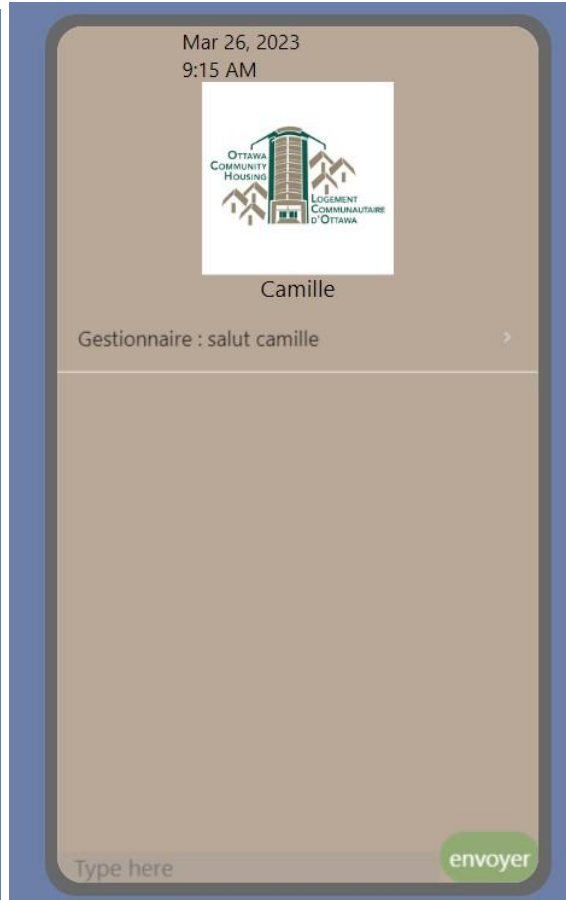 Mar 26, 2023
9:15 AM
OTTAWA
COMMUNITY
HOUSING
LOGEMENT
COMMUNAUTAIRE
D'OTTAWA
Camille
Gestionnaire : salut camille
Type here
envoyer